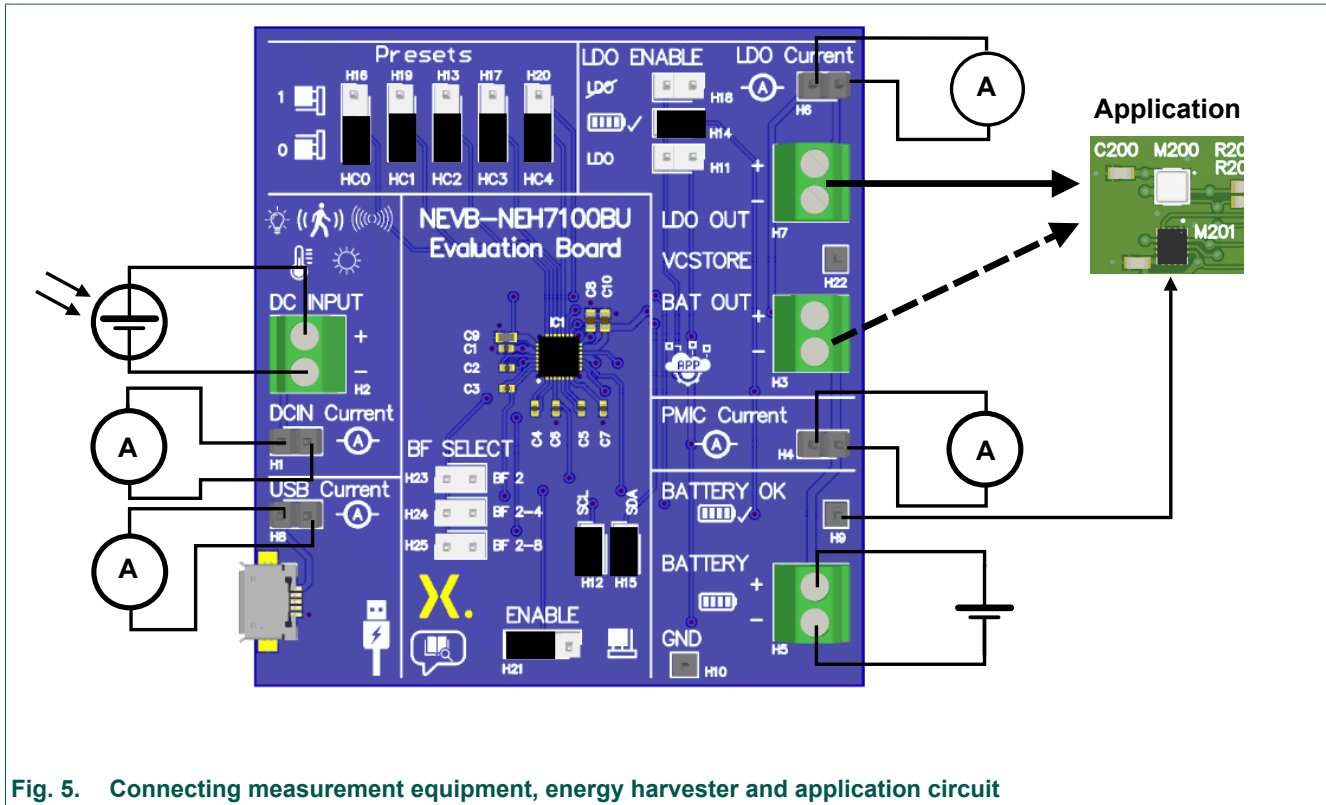 Presets
H16 H19 H13 H17 H20
1
0
HC0 HC1 HC2 HC3 HC4
LDO ENABLE
LDO
H18
H14
LDO
H11
LDO Current
A
H6
A
+
−
LDO OUT
H7
VCSTORE
H22
BAT OUT
+
−
H3
APP
Application
C200 M200 R20
R20
M201
NEVB-NEH7100BU
Evaluation Board
C8 C10
IC1
C9
C1
C2
C3
C4 C6 C5 C7
DC INPUT
+
−
H2
DCIN Current
A
H1
A
USB Current
A
H8
A
BF SELECT
H23 BF 2
H24 BF 2-4
H25 BF 2-8
SCL SDA
H12 H15
ENABLE
H21
PMIC Current
A
H4
A
BATTERY OK
H9
BATTERY
+
−
H5
GND
H10
Fig. 5. Connecting measurement equipment, energy harvester and application circuit